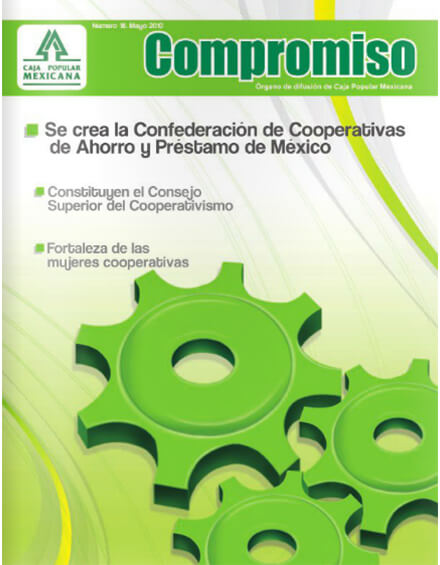 Número 18. Mayo 2010
CAJA POPULAR
MEXICANA
Compromiso
Órgano de difusión de Caja Popular Mexicana
Se crea la Confederación de Cooperativas
de Ahorro y Préstamo de México
Constituyen el Consejo
Superior del Cooperativismo
Fortaleza de las
mujeres cooperativas